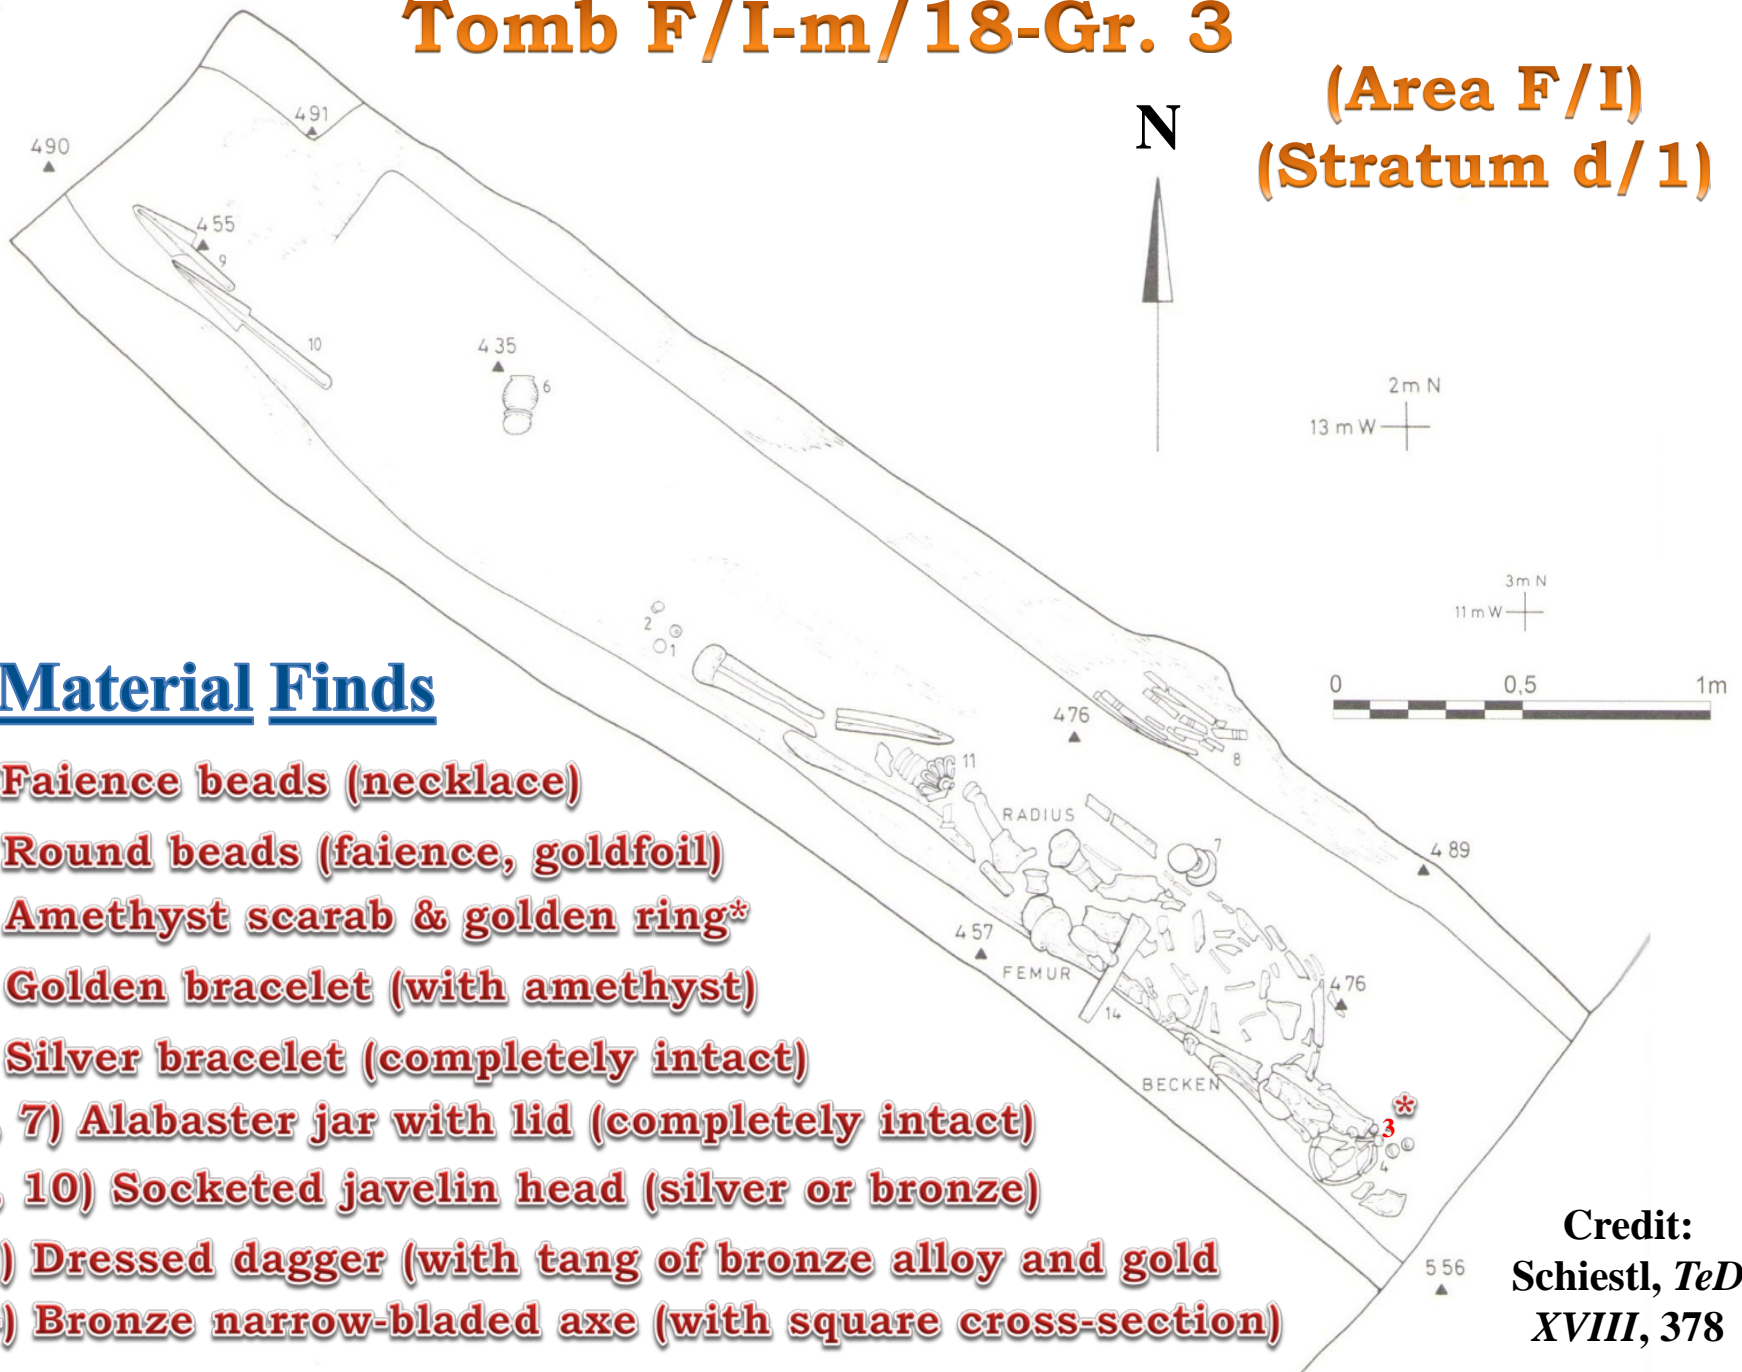 Tomb F/I-m/18-Gr. 3
(Area F/I)
(Stratum d/1)
N
491
490
455
9
10
435
6
2m N
13 m W
3m N
11 m W
0 0,5 1m
2
1
476
8
11
RADIUS
7
489
457
FEMUR
14
476
BECKEN
*
3
4
556
Material Finds
Faience beads (necklace)
Round beads (faience, goldfoil)
Amethyst scarab & golden ring*
Golden bracelet (with amethyst)
Silver bracelet (completely intact)
, 7) Alabaster jar with lid (completely intact)
, 10) Socketed javelin head (silver or bronze)
) Dressed dagger (with tang of bronze alloy and gold
) Bronze narrow-bladed axe (with square cross-section)
Credit:
Schiestl, TeD
XVIII, 378